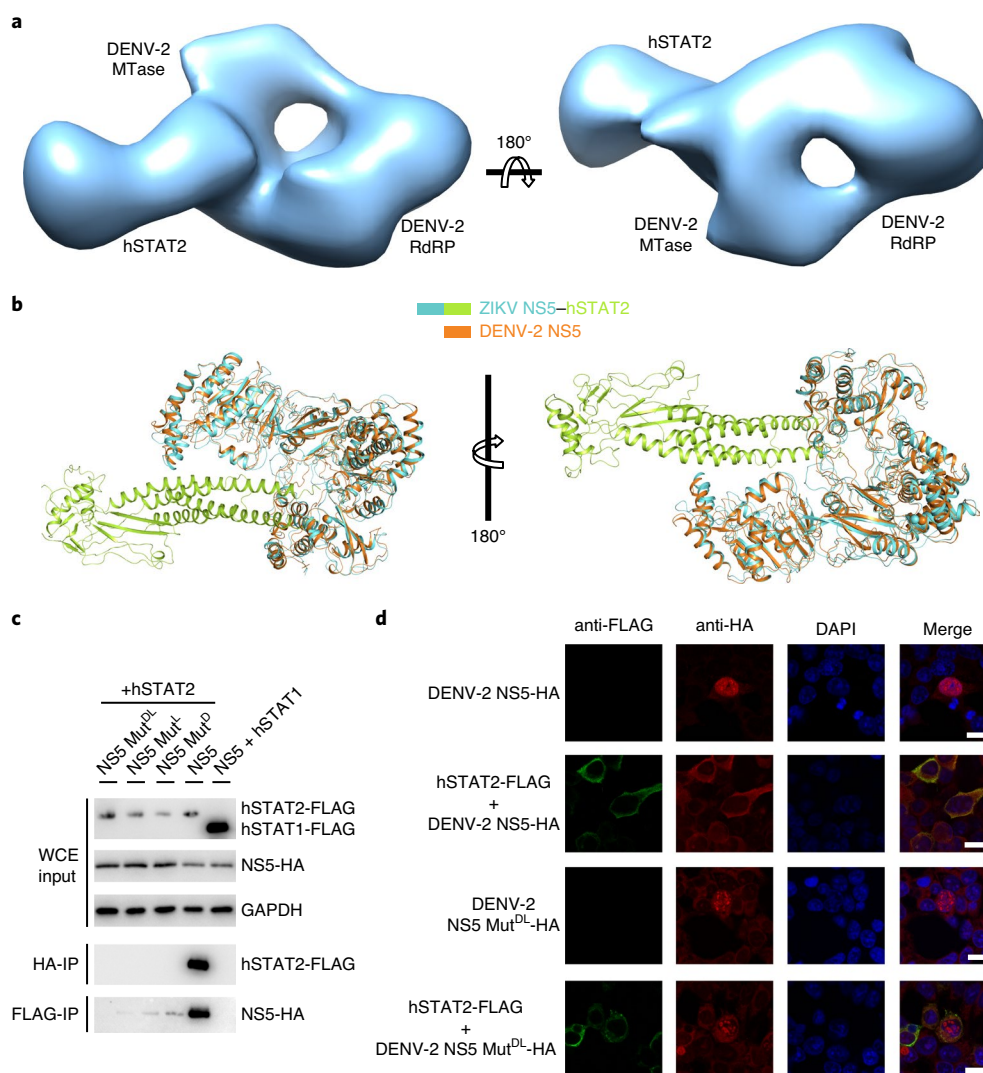 a
DENV-2
MTase
hSTAT2
DENV-2
RdRP
180°
hSTAT2
DENV-2
MTase
DENV-2
RdRP
b
ZIKV NS5–hSTAT2
DENV-2 NS5
180°
c
+hSTAT2
NS5 Mut^DL
NS5 Mut^L
NS5 Mut^D
NS5
NS5 + hSTAT1
WCE
input
hSTAT2-FLAG
hSTAT1-FLAG
NS5-HA
GAPDH
HA-IP
hSTAT2-FLAG
FLAG-IP
NS5-HA
d
anti-FLAG
anti-HA
DAPI
Merge
DENV-2 NS5-HA
hSTAT2-FLAG
+
DENV-2 NS5-HA
DENV-2
NS5 Mut^DL-HA
hSTAT2-FLAG
+
DENV-2 NS5 Mut^DL-HA